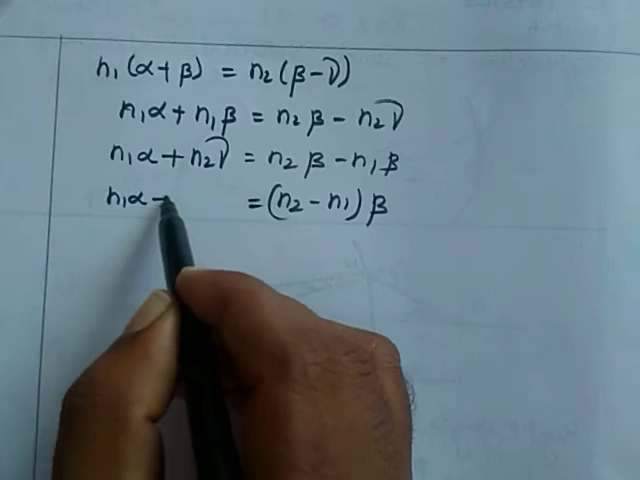 n₁(α+β) = n₂(β-γ)
n₁α + n₁β = n₂β - n₂γ
n₁α + n₂γ = n₂β - n₁β
n₁α - = (n₂ - n₁)β